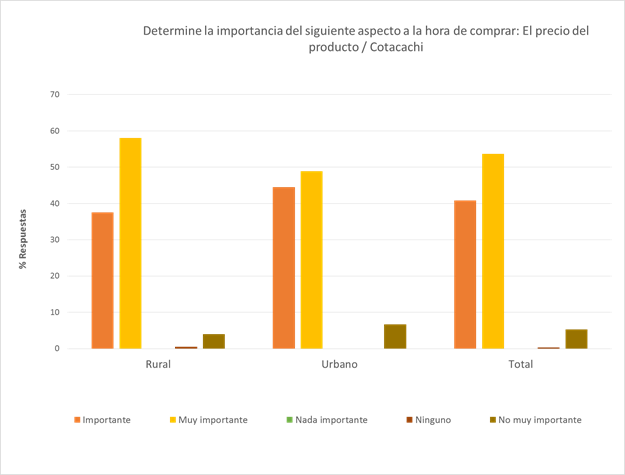 Determine la importancia del siguiente aspecto a la hora de comprar: El precio del
producto / Cotacachi
70
60
50
40
30
20
10
0
% Respuestas
Rural Urbano Total
Importante Muy importante Nada importante Ninguno No muy importante